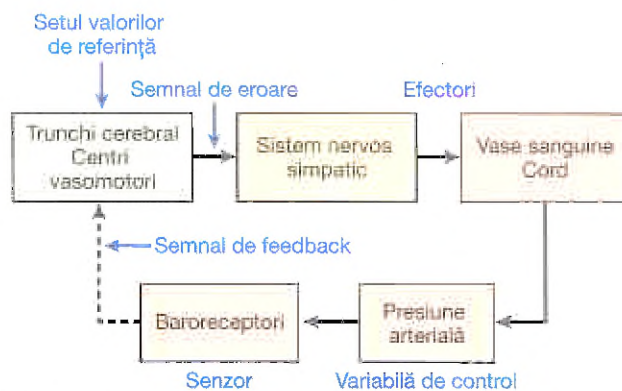 Setul valorilor
de referință
Semnal de eroare
Efectori
Trunchi cerebral
Centri
vasomotori
Sistem nervos
simpatic
Vase sanguine
Cord
Semnal de feedback
Baroreceptori
Presiune
arterială
Senzor
Variabilă de control